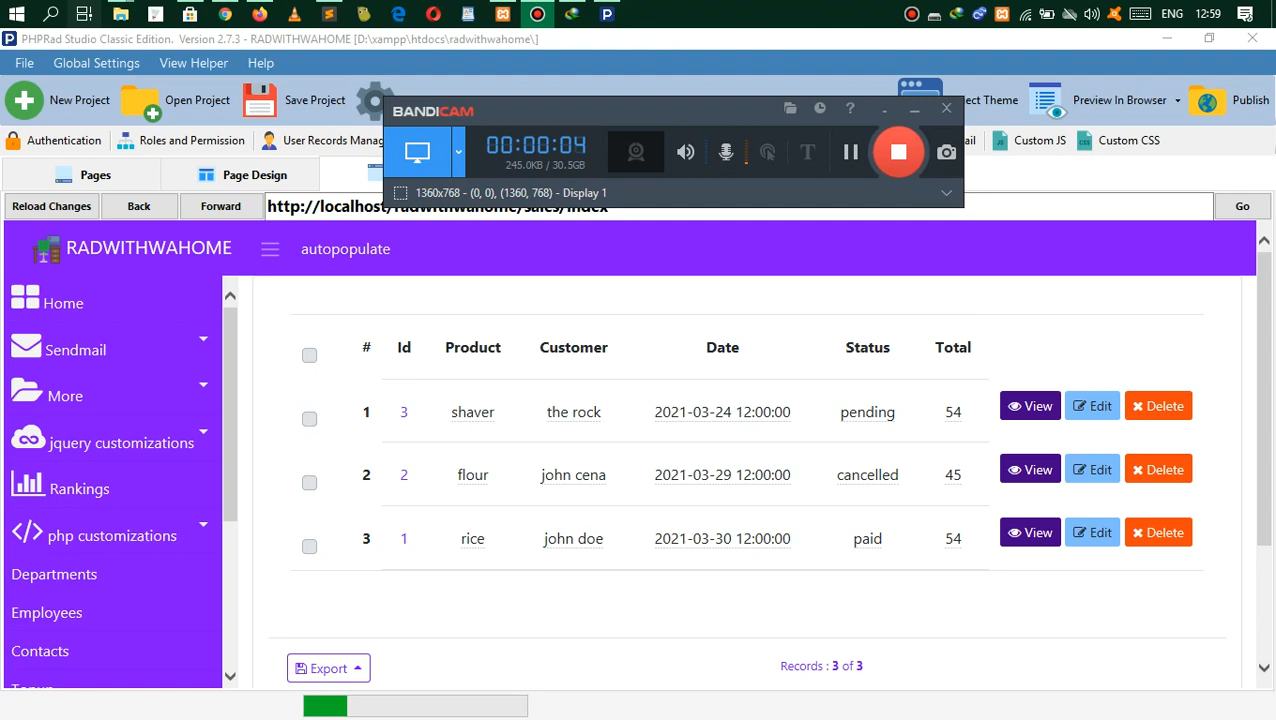 ENG 12:59
PHPRad Studio Classic Edition. Version 2.7.3 - RADWITHWAHOME [D:\xampp\htdocs\radwithwahome\]
File Global Settings View Helper Help
New Project Open Project Save Project Preview In Browser Publish
Authentication Roles and Permission User Records Custom JS Custom CSS
Pages Page Design
BANDICAM
00:00:04
245.0KB / 30.5GB
1360x768 - (0, 0), (1360, 768) - Display 1
Reload Changes Back Forward http://localhost/radwithwahome/sales/index Go
RADWITHWAHOME autopopulate
Home
Sendmail
More
jquery customizations
Rankings
php customizations
Departments
Employees
Contacts
# Id Product Customer Date Status Total
1 3 shaver the rock 2021-03-24 12:00:00 pending 54 View Edit Delete
2 2 flour john cena 2021-03-29 12:00:00 cancelled 45 View Edit Delete
3 1 rice john doe 2021-03-30 12:00:00 paid 54 View Edit Delete
Export Records : 3 of 3